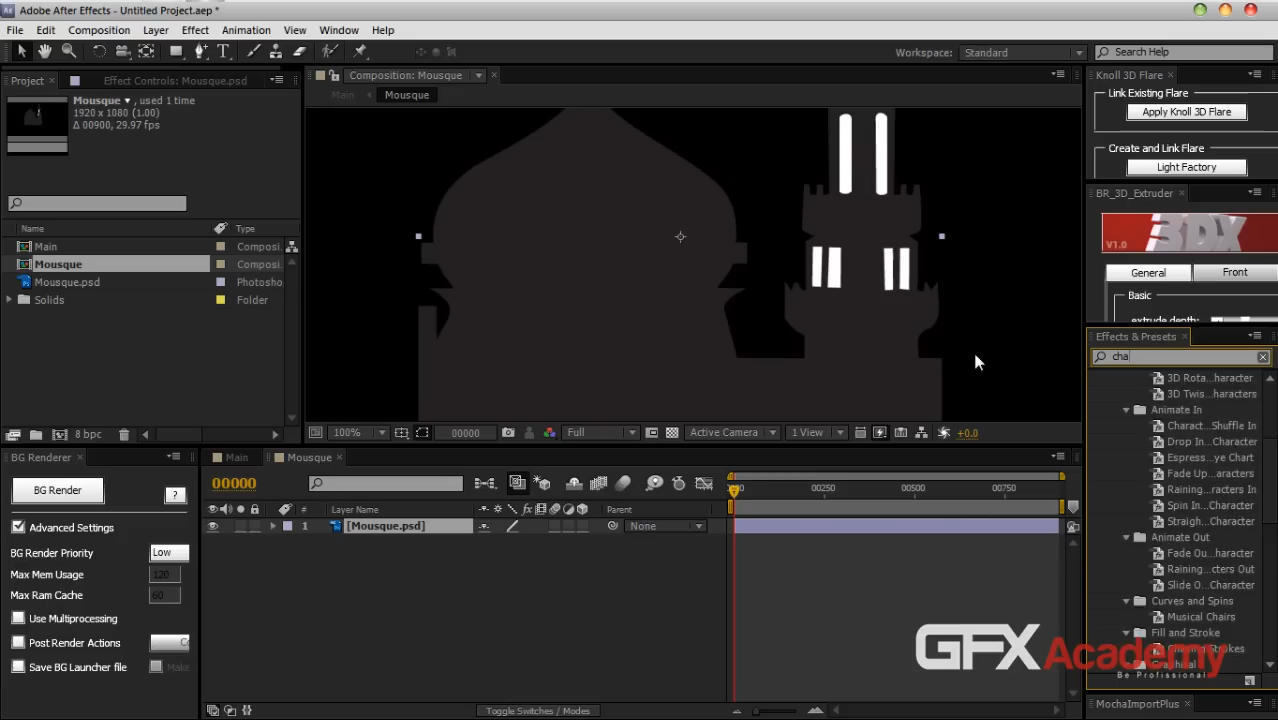 Adobe After Effects - Untitled Project.aep *
File Edit Composition Layer Effect Animation View Window Help
Workspace: Standard
Search Help
Project
Effect Controls: Mousque.psd
Mousque ▾, used 1 time
1920 x 1080 (1.00)
Δ 00900, 29.97 fps
Name Type
Main Composi...
Mousque Composi...
Mousque.psd Photosho
Solids Folder
8 bpc
Composition: Mousque
Main Mousque
100% 00000 Full Active Camera 1 View +0.0
Knoll 3D Flare
Link Existing Flare
Apply Knoll 3D Flare
Create and Link Flare
Light Factory
BR_3D_Extruder
V1.0 3DX
General Front
Basic
extrude depth:
Effects & Presets
cha
3D Rota...haracter
3D Twis...haracters
Animate In
Charact...Shuffle In
Drop In...Character
Espress...ye Chart
Fade Up...aracters
Raining...racters In
Spin In...Characters
Straigh...Character
Animate Out
Fade Ou...haracter
Raining...cters Out
Slide O...Character
Curves and Spins
Musical Chairs
Fill and Stroke
Graphical
BG Renderer
BG Render ?
Advanced Settings
BG Render Priority Low
Max Mem Usage 120
Max Ram Cache 60
Use Multiprocessing
Post Render Actions
Save BG Launcher file
Main Mousque
00000
00250 00500 00750
# Layer Name Parent
1 [Mousque.psd] None
Toggle Switches / Modes
GFXAcademy
Be Profissional
MochaImportPlus